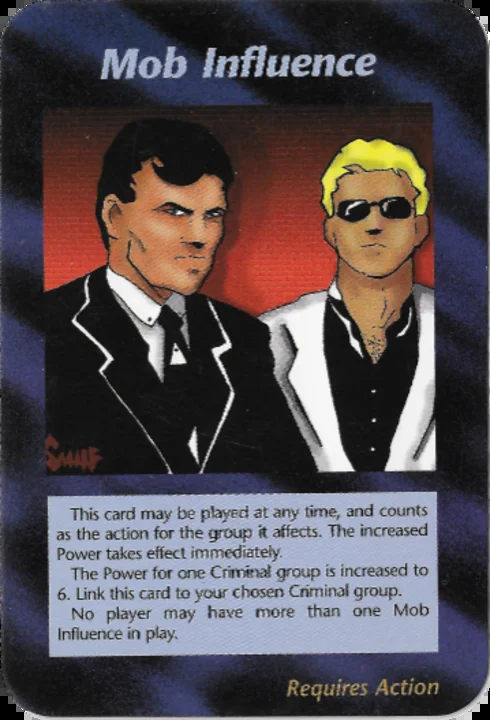 Mob Influence
This card may be played at any time, and counts
as the action for the group it affects. The increased
Power takes effect immediately.
The Power for one Criminal group is increased to
6. Link this card to your chosen Criminal group.
No player may have more than one Mob
Influence in play.
Requires Action